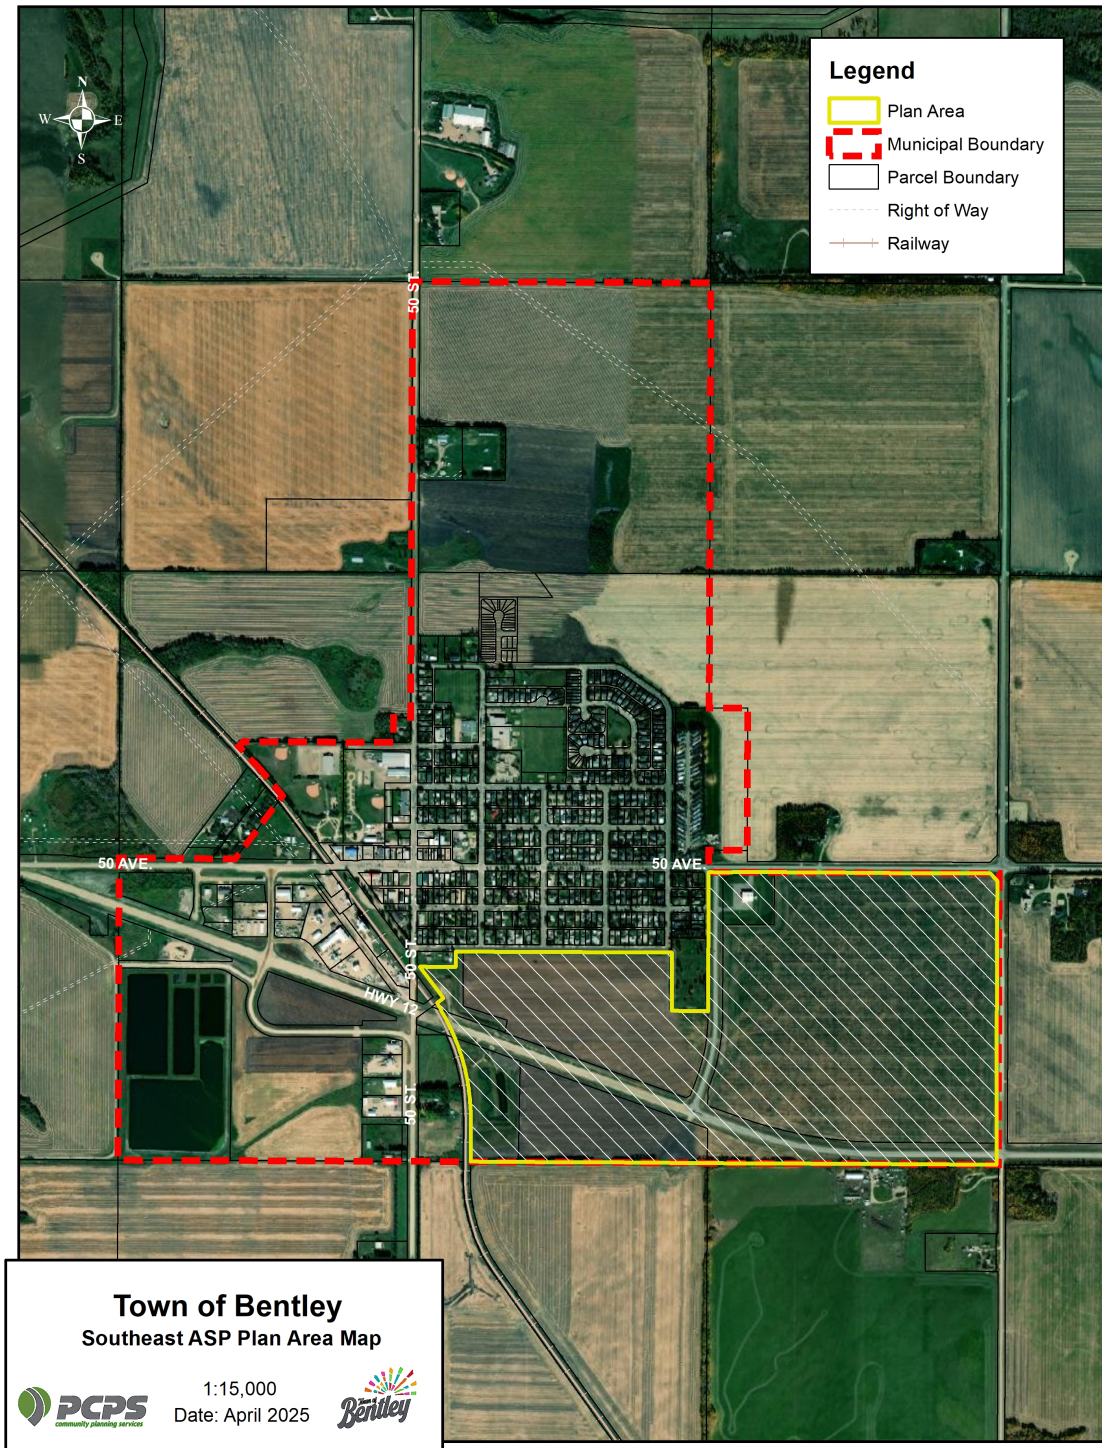 N
W E
S
Legend
Plan Area
Municipal Boundary
Parcel Boundary
Right of Way
Railway
50 ST.
50 AVE.
50 AVE.
50 ST.
HWY 12
50 ST.
Town of Bentley
Southeast ASP Plan Area Map
PCPS
community planning services
1:15,000
Date: April 2025
Town of
Bentley